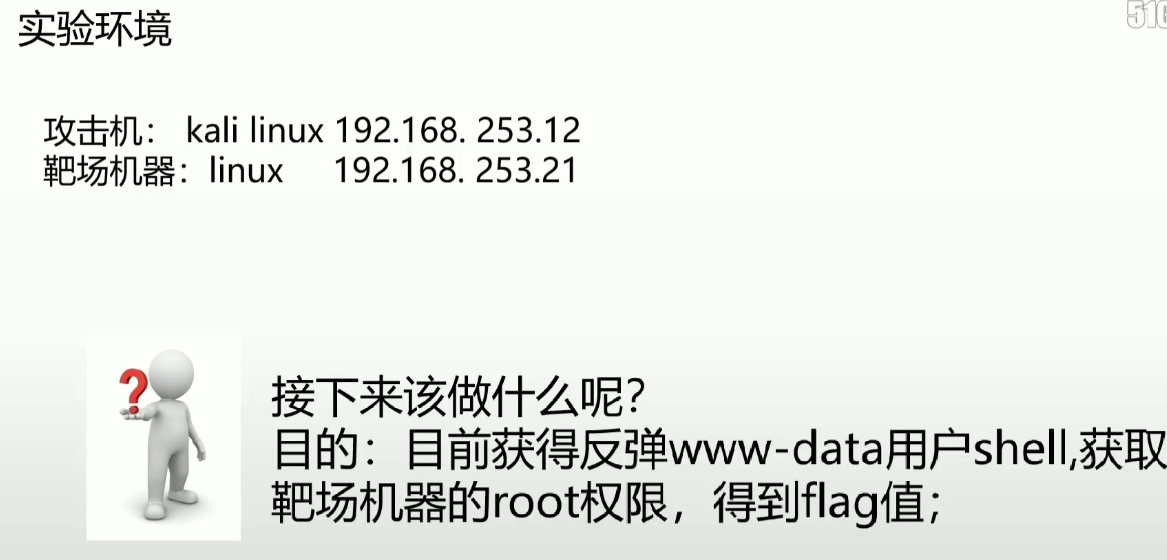 实验环境
攻击机： kali linux 192.168. 253.12
靶场机器：linux 192.168. 253.21
?
接下来该做什么呢？
目的：目前获得反弹www-data用户shell,获取
靶场机器的root权限，得到flag值；